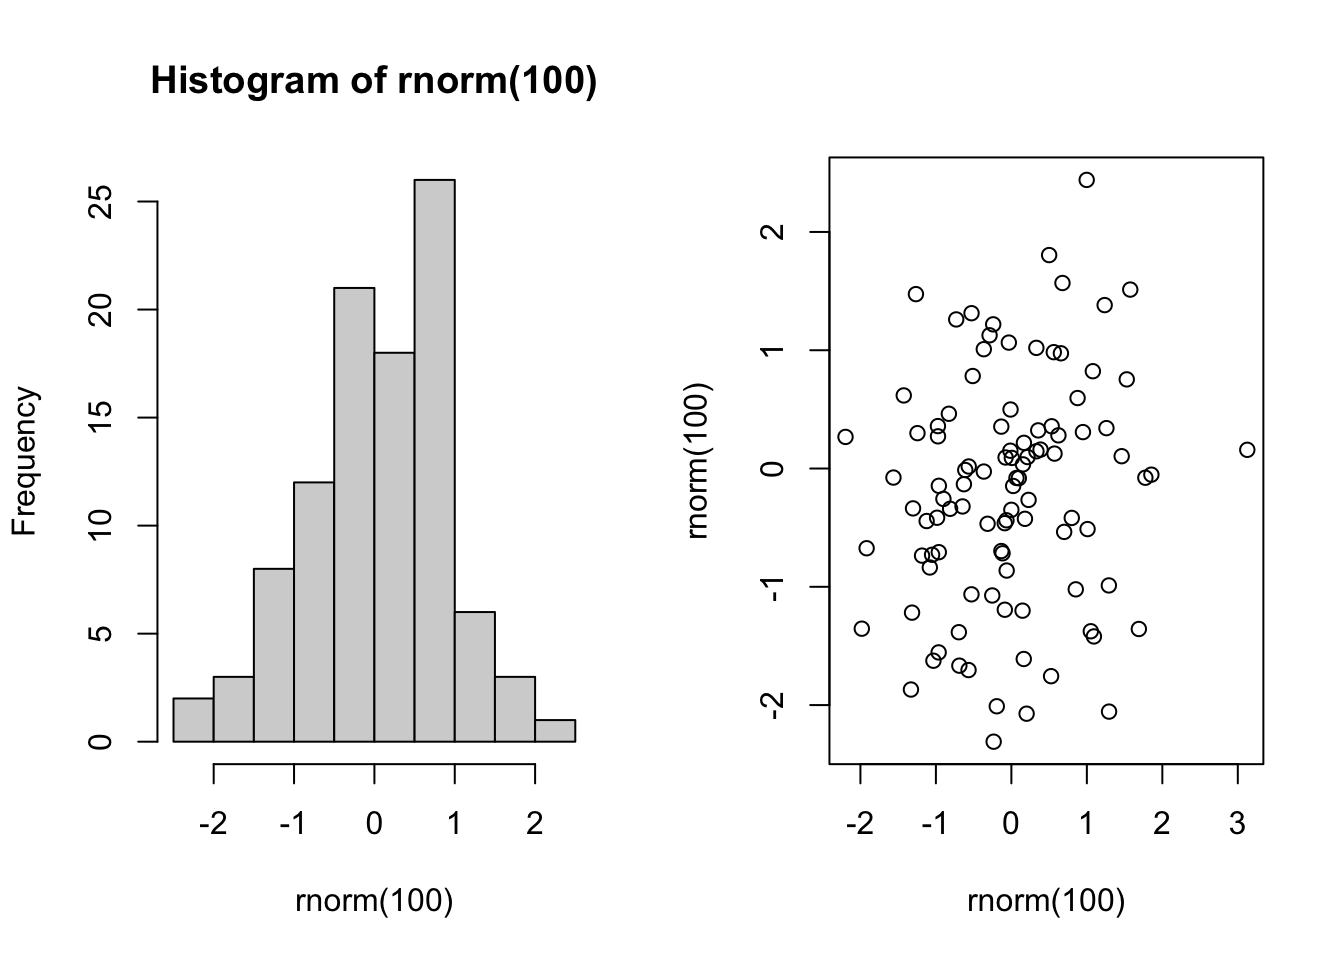 Histogram of rnorm(100)
Frequency
25
20
15
10
5
0
-2 -1 0 1 2
rnorm(100)
rnorm(100)
2
1
0
-1
-2
-2 -1 0 1 2 3
rnorm(100)